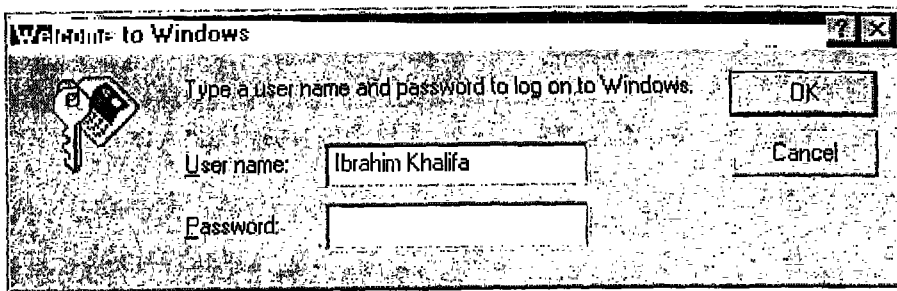 Welcome to Windows
Type a user name and password to log on to Windows.
OK
User name: Ibrahim Khalifa
Cancel
Password: